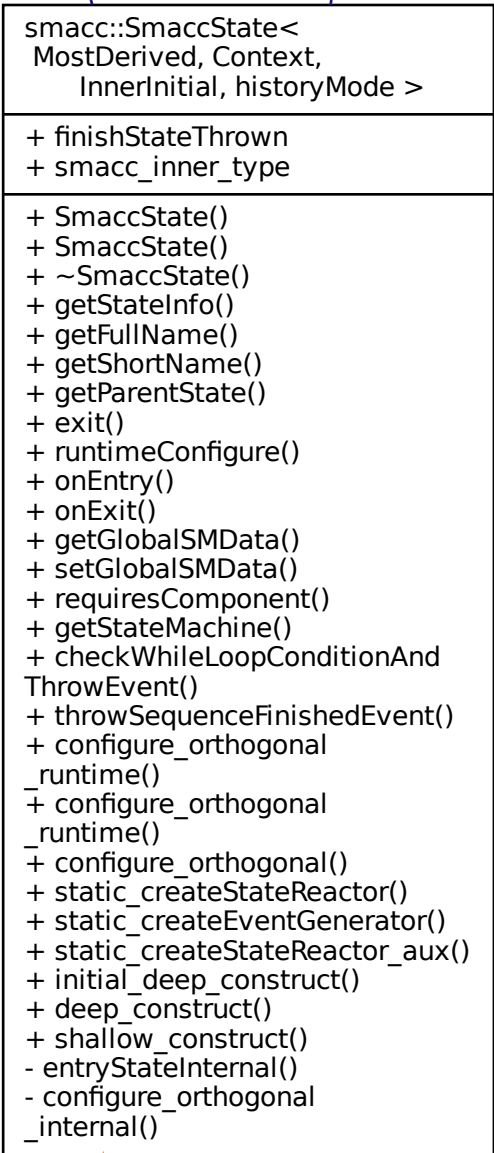 smacc::SmaccState<
MostDerived, Context,
InnerInitial, historyMode >
+ finishStateThrown
+ smacc_inner_type
+ SmaccState()
+ SmaccState()
+ ~SmaccState()
+ getStateInfo()
+ getFullName()
+ getShortName()
+ getParentState()
+ exit()
+ runtimeConfigure()
+ onEntry()
+ onExit()
+ getGlobalSMData()
+ setGlobalSMData()
+ requiresComponent()
+ getStateMachine()
+ checkWhileLoopConditionAnd
ThrowEvent()
+ throwSequenceFinishedEvent()
+ configure_orthogonal
_runtime()
+ configure_orthogonal
_runtime()
+ configure_orthogonal()
+ static_createStateReactor()
+ static_createEventGenerator()
+ static_createStateReactor_aux()
+ initial_deep_construct()
+ deep_construct()
+ shallow_construct()
- entryStateInternal()
- configure_orthogonal
_internal()